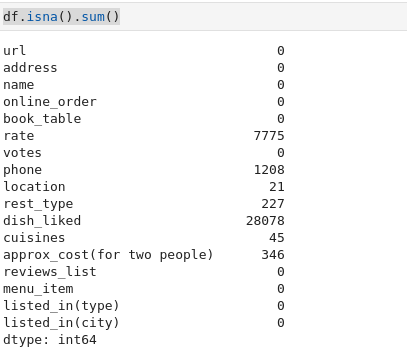 df.isna().sum()
url 0
address 0
name 0
online_order 0
book_table 0
rate 7775
votes 0
phone 1208
location 21
rest_type 227
dish_liked 28078
cuisines 45
approx_cost(for two people) 346
reviews_list 0
menu_item 0
listed_in(type) 0
listed_in(city) 0
dtype: int64